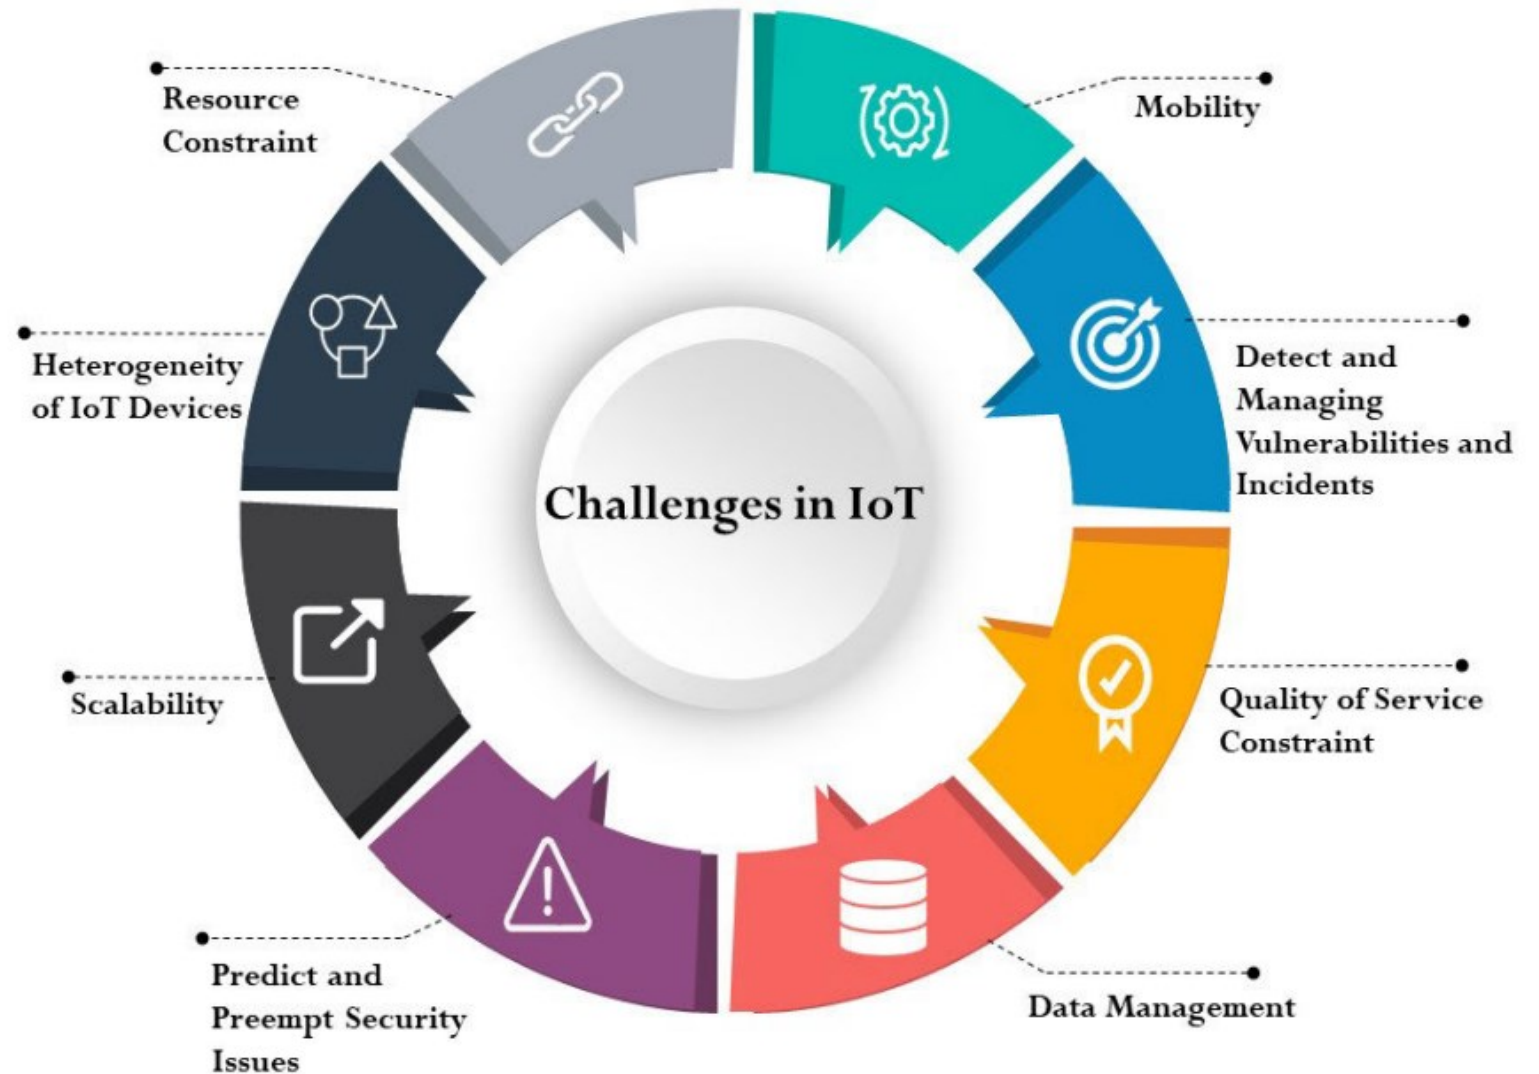 Resource
Constraint
Mobility
Heterogeneity
of IoT Devices
Detect and
Managing
Vulnerabilities and
Incidents
Challenges in IoT
Scalability
Quality of Service
Constraint
Predict and
Preempt Security
Issues
Data Management